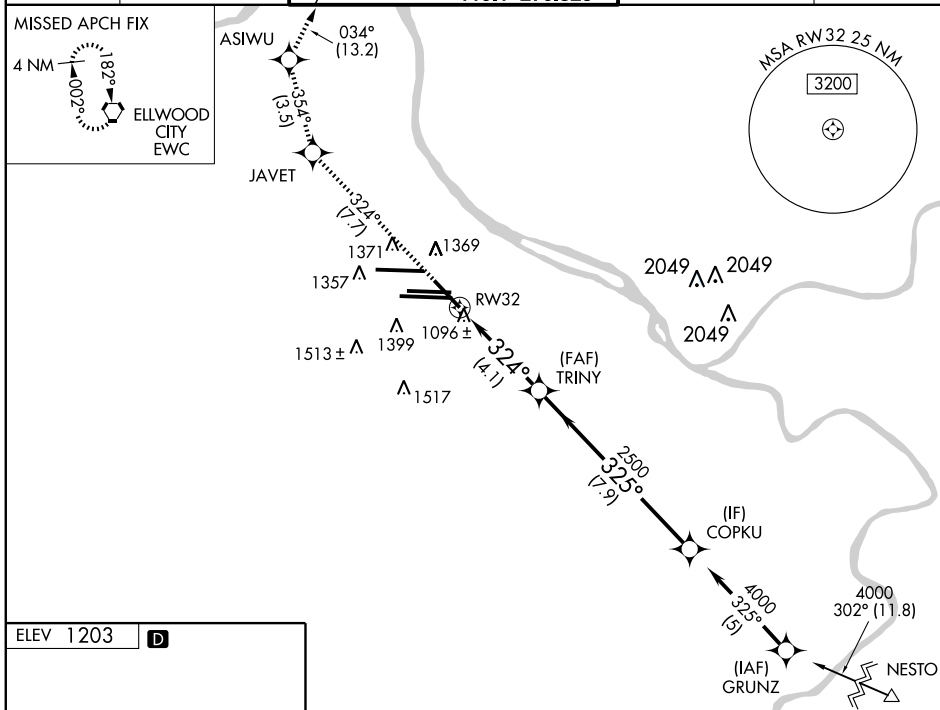 MISSED APCH FIX
4 NM
182°
002°
ELLWOOD
CITY
EWC
ASIWU
034°
(13.2)
354°
(3.5)
JAVET
324°
(7.7)
MSA RW32 25 NM
3200
1371
1369
1357
RW32
1096 ±
1399
1513 ±
1517
2049
2049
2049
324°
(4.1)
(FAF)
TRINY
2500
325°
(7.9)
(IF)
COPKU
4000
325°
(5)
4000
302° (11.8)
(IAF)
GRUNZ
NESTO
ELEV 1203
D